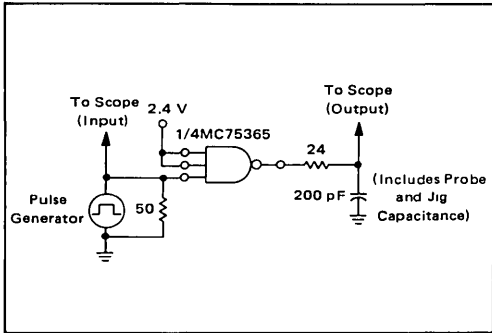 To Scope
(Input)
2.4 V
1/4MC75365
To Scope
(Output)
24
Pulse
Generator
50
200 pF
(Includes Probe
and Jig
Capacitance)